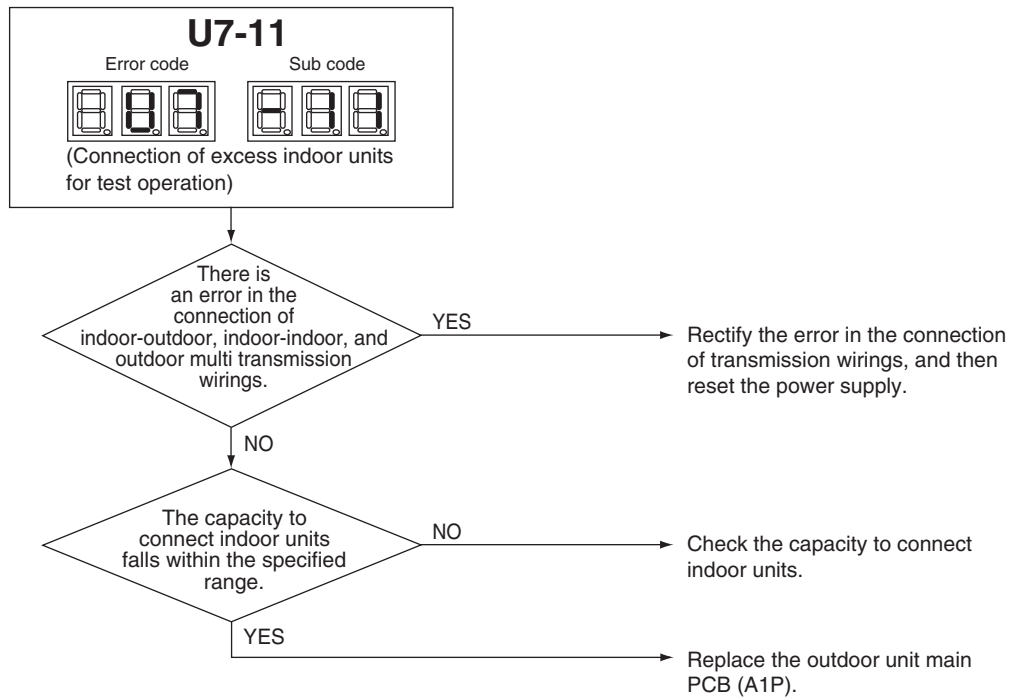 U7-11
Error code
Sub code
U7
-11
(Connection of excess indoor units
for test operation)
There is
an error in the
connection of
indoor-outdoor, indoor-indoor, and
outdoor multi transmission
wirings.
YES
Rectify the error in the connection
of transmission wirings, and then
reset the power supply.
NO
The capacity to
connect indoor units
falls within the specified
range.
NO
Check the capacity to connect
indoor units.
YES
Replace the outdoor unit main
PCB (A1P).